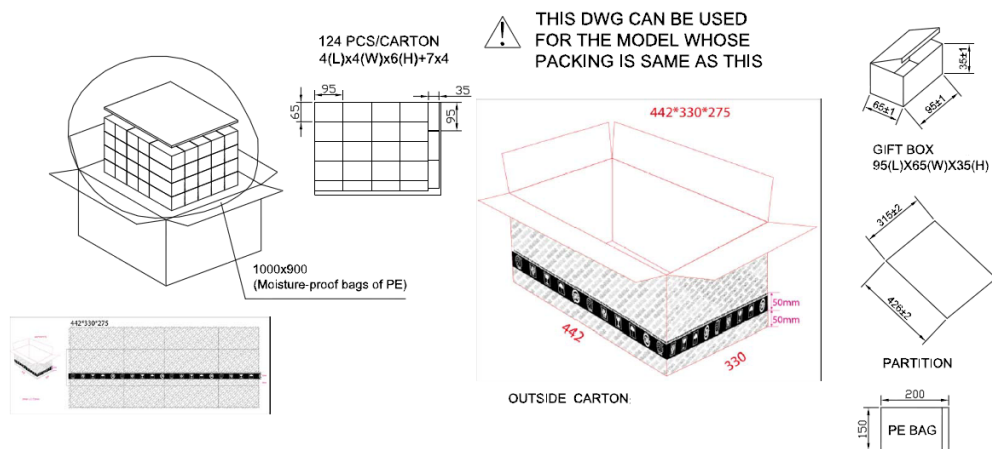 124 PCS/CARTON
4(L)x4(W)x6(H)+7x4
95
35
65
95
1000x900
(Moisture-proof bags of PE)
442*330*275
THIS DWG CAN BE USED
FOR THE MODEL WHOSE
PACKING IS SAME AS THIS
442*330*275
50mm
50mm
442
330
OUTSIDE CARTON:
35±1
65±1
95±1
GIFT BOX
95(L)X65(W)X35(H)
315±2
426±2
PARTITION
200
150
PE BAG